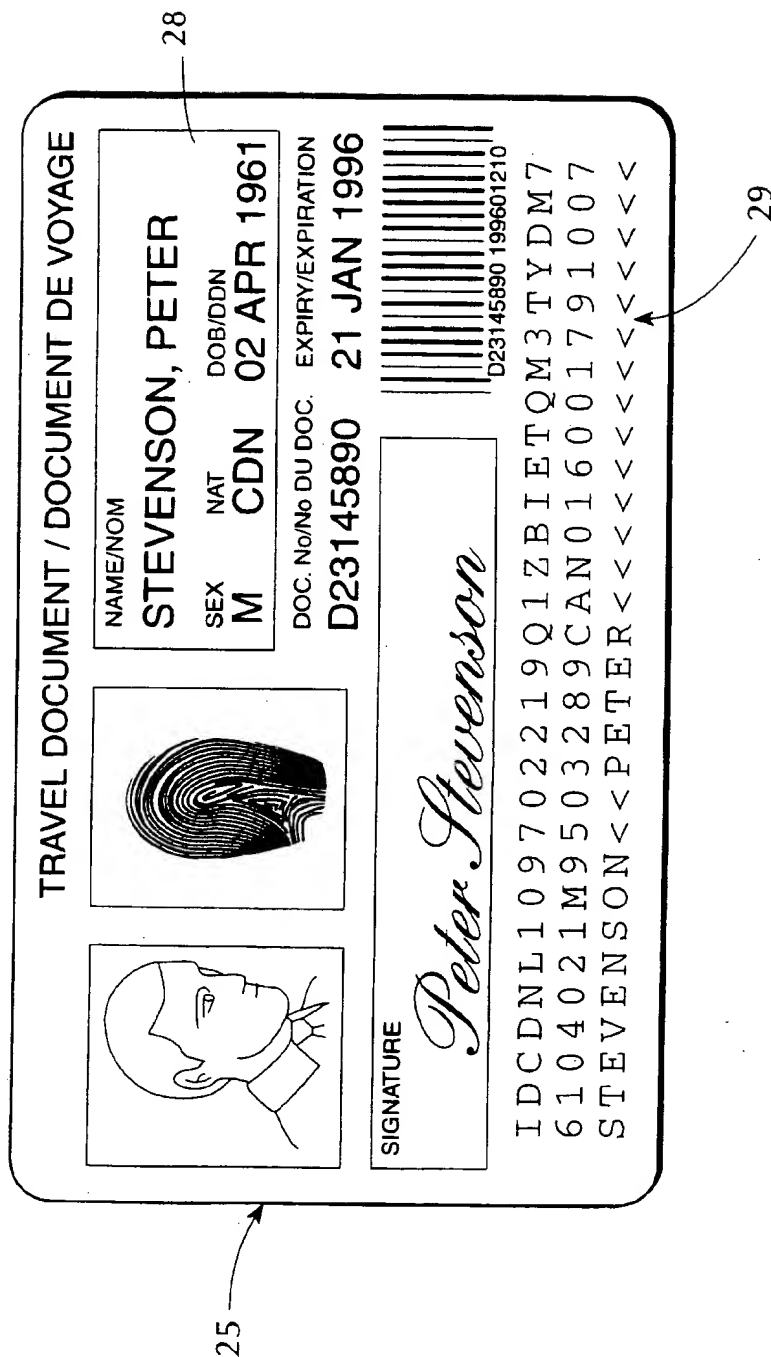 TRAVEL DOCUMENT / DOCUMENT DE VOYAGE
NAME/NOM
STEVENSON, PETER
SEX NAT DOB/DDN
M CDN 02 APR 1961
28
DOC. No/No DU DOC. EXPIRY/EXPIRATION
D23145890 21 JAN 1996
SIGNATURE
Peter Stevenson
D23145890 199601210
IDCDNL109702219Q1ZBIETQM3TYDM7
6104021M9503289CAN016001791007
STEVENSON<<PETER<<<<<<<<<<<<<<
25
29